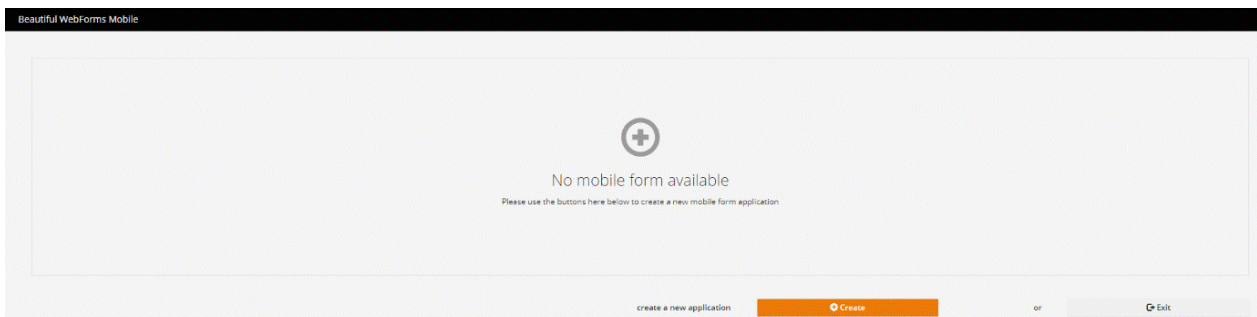 Beautiful WebForms Mobile
No mobile form available
Please use the buttons here below to create a new mobile form application
create a new application Create or Exit